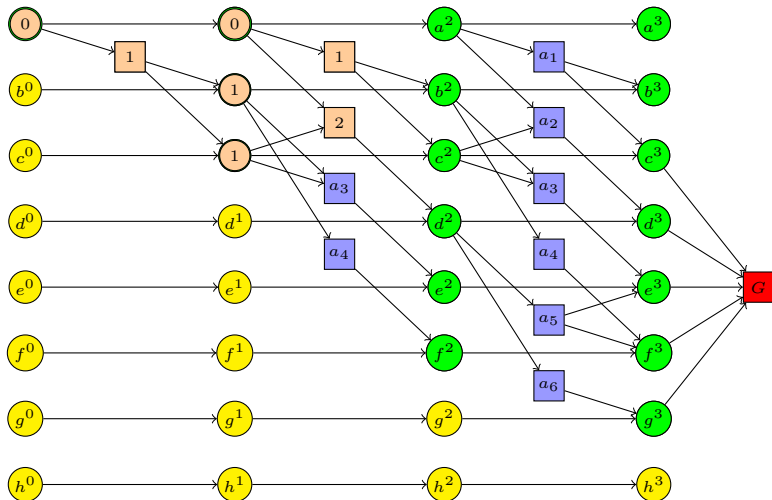 0 0 a² a³
1 1 a₁
b⁰ 1 b² b³
2 a₂
c⁰ 1 c² c³
a₃ a₃
d⁰ d¹ d² d³
a₄ a₄
e⁰ e¹ e² e³ G
a₅
f⁰ f¹ f² f³
a₆
g⁰ g¹ g² g³
h⁰ h¹ h² h³